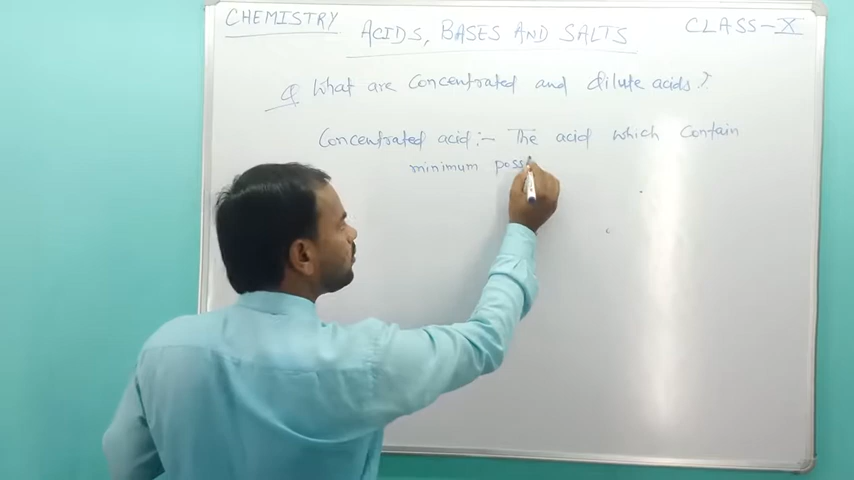 CHEMISTRY
ACIDS, BASES AND SALTS
CLASS-X
Q What are Concentrated and dilute acids?
Concentrated acid:- The acid which Contain
minimum poss